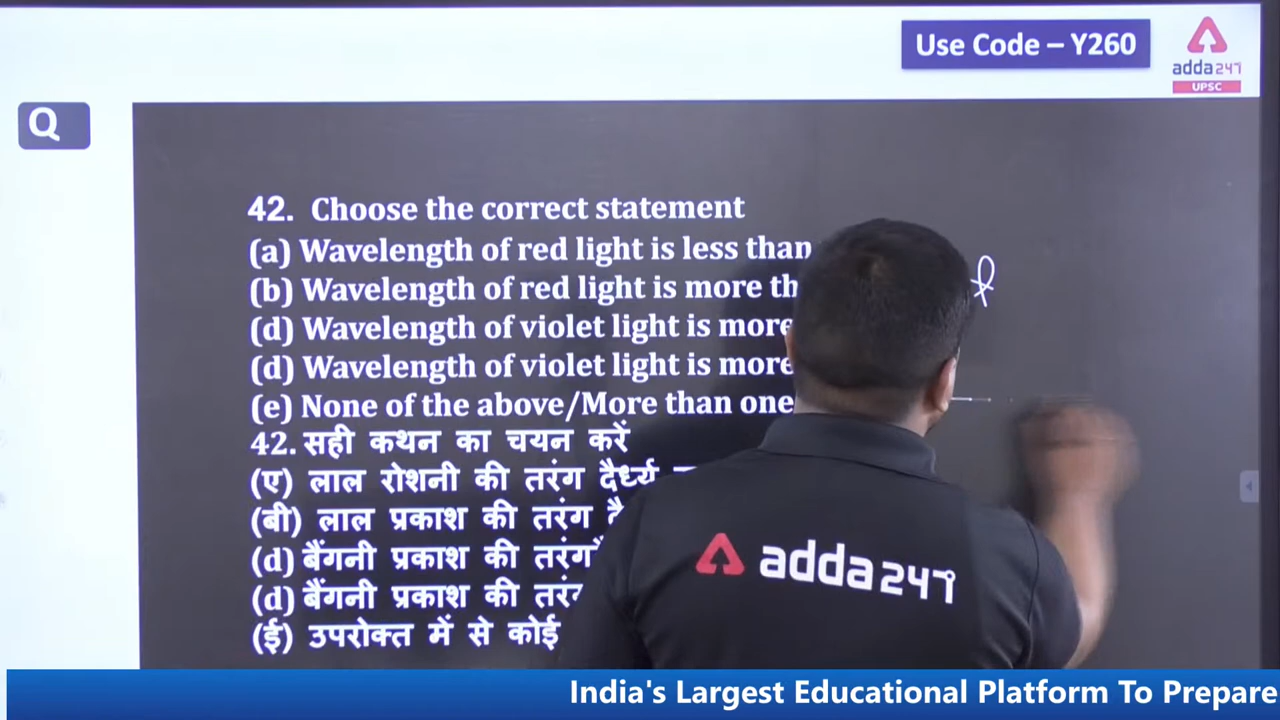 Use Code – Y260
adda247
UPSC
Q
42. Choose the correct statement
(a) Wavelength of red light is less than
(b) Wavelength of red light is more
(d) Wavelength of violet light is more
(d) Wavelength of violet light is more
(e) None of the above/More than one
42. सही कथन का चयन करें
(ए) लाल रोशनी की तरंग दैर्ध्य
(बी) लाल प्रकाश की तरंग
(d) बैंगनी प्रकाश की
(d) बैंगनी प्रकाश की
(ई) उपरोक्त में से कोई
adda247
India's Largest Educational Platform To Prepare